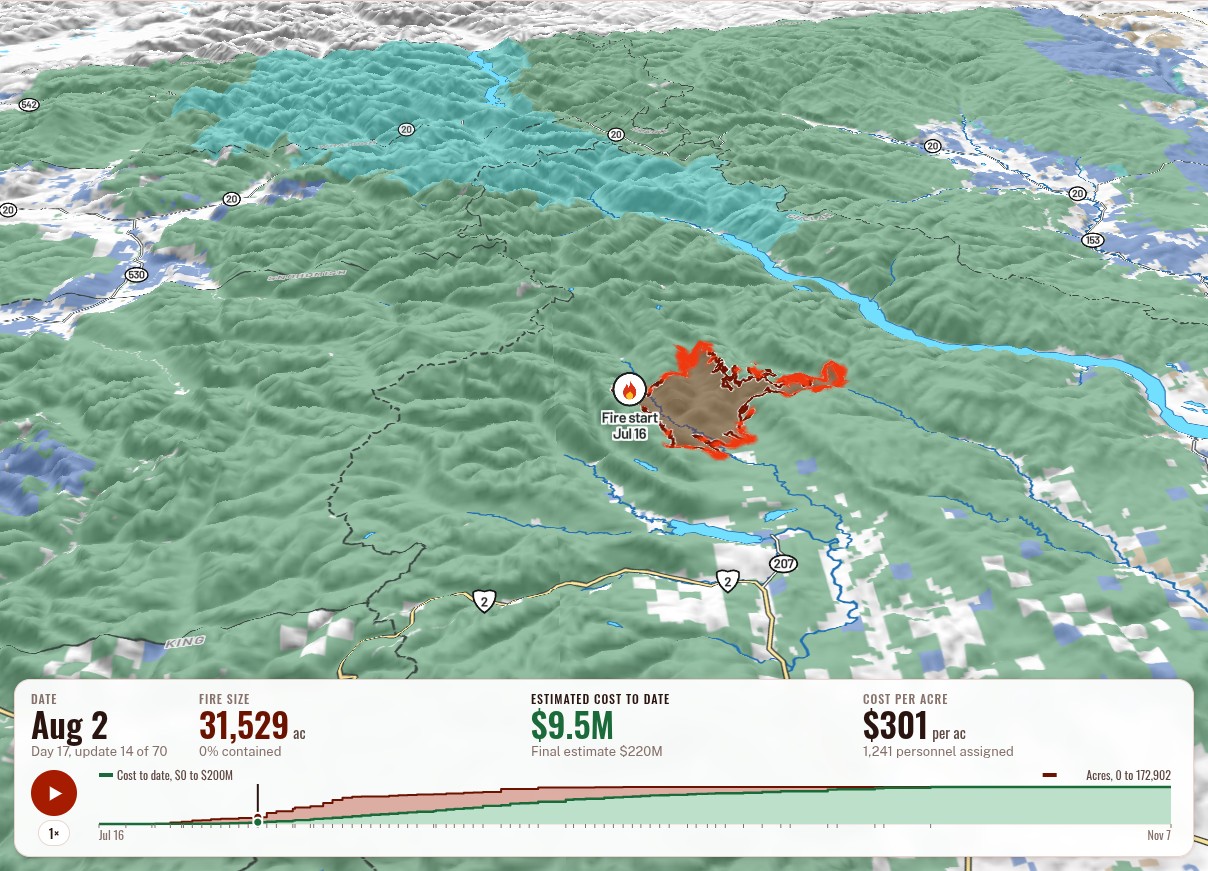 542
20
20
20
20
20
20
153
530
Fire start
Jul 16
207
2
2
KING
DATE
Aug 2
Day 17, update 14 of 70
FIRE SIZE
31,529 ac
0% contained
ESTIMATED COST TO DATE
$9.5M
Final estimate $220M
COST PER ACRE
$301 per ac
1,241 personnel assigned
Cost to date, $0 to $200M
Acres, 0 to 172,902
1×
Jul 16
Nov 7